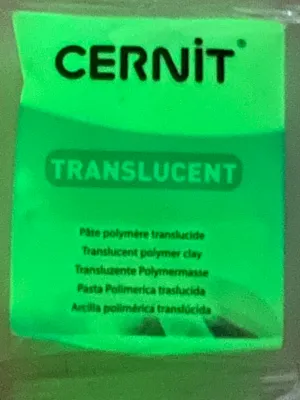 CERNiT®
TRANSLUCENT
Pâte polymère translucide
Translucent polymer clay
Transluzente Polymermasse
Pasta Polimerica traslucida
Arcilla polimérica translúcida